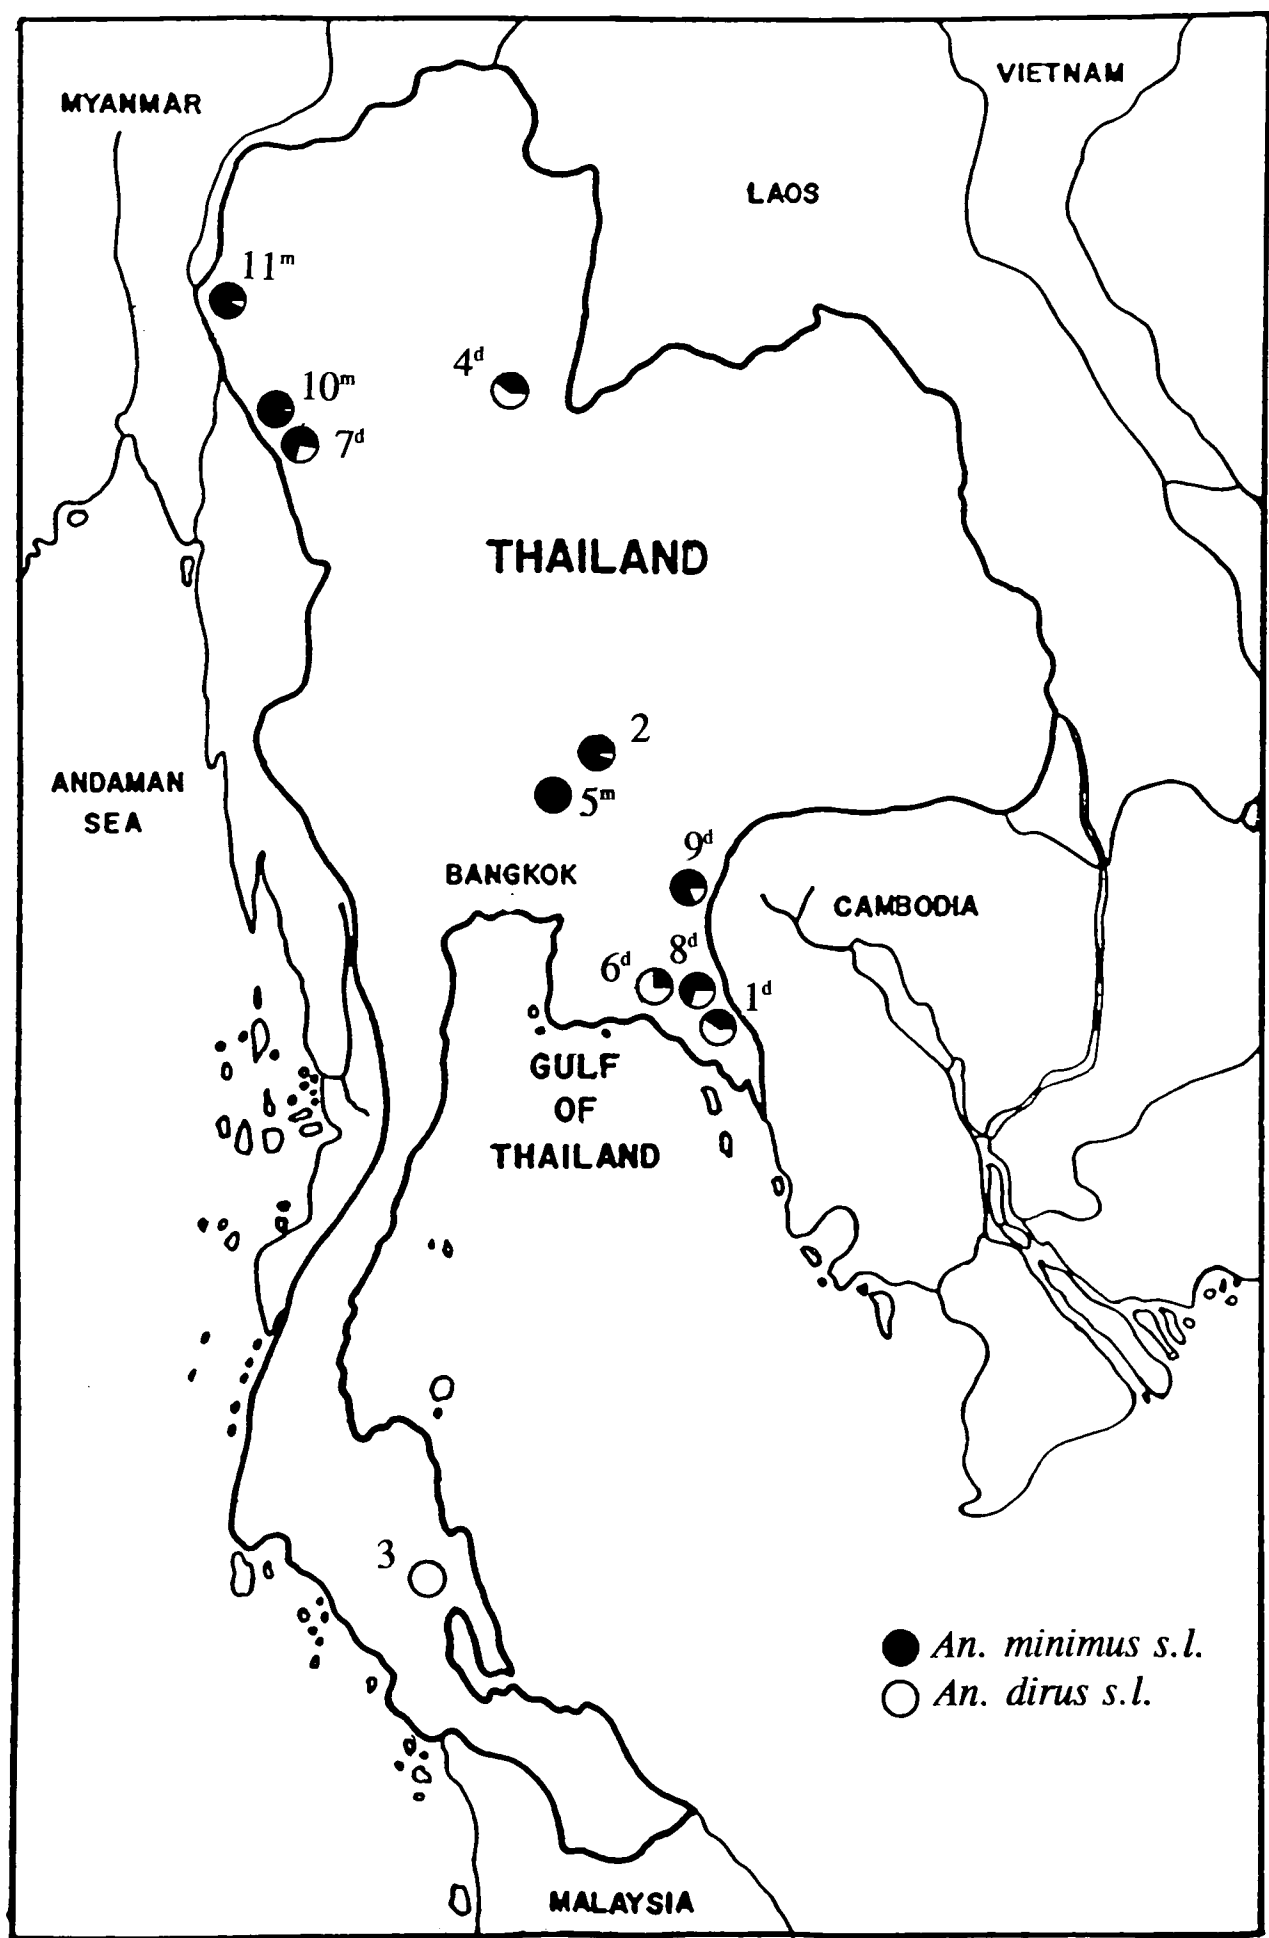 VIETNAM
MYANMAR
LAOS
11ᵐ
4ᵈ
10ᵐ
7ᵈ
THAILAND
2
ANDAMAN
SEA
5ᵐ
9ᵈ
BANGKOK
CAMBODIA
8ᵈ
6ᵈ
1ᵈ
GULF
OF
THAILAND
3
An. minimus s.l.
An. dirus s.l.
MALAYSIA